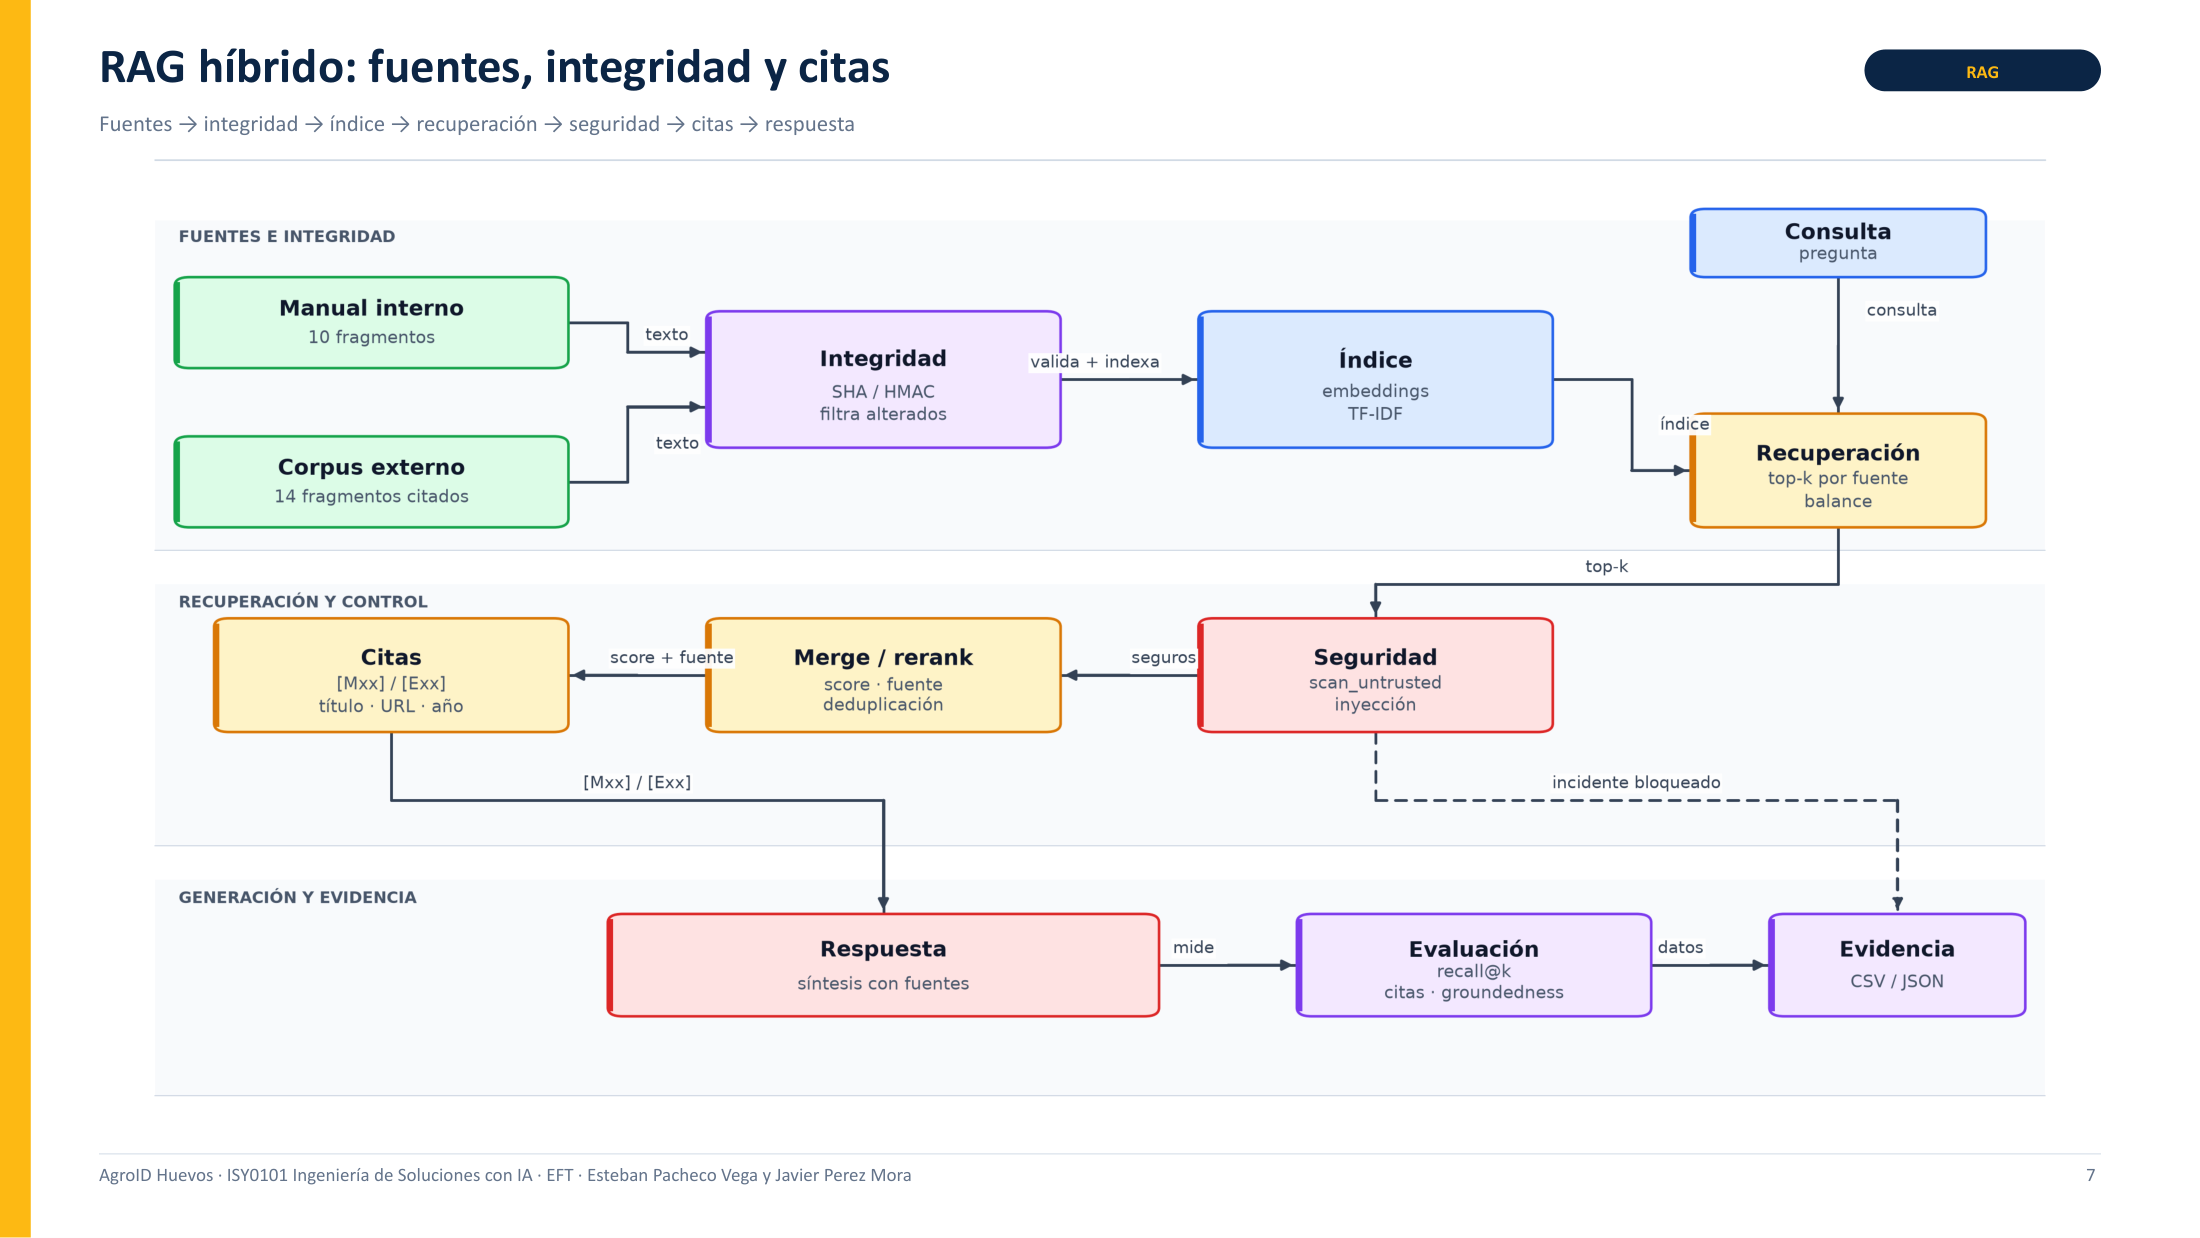 RAG híbrido: fuentes, integridad y citas
RAG
Fuentes → integridad → índice → recuperación → seguridad → citas → respuesta
FUENTES E INTEGRIDAD
Consulta
pregunta
consulta
Manual interno
10 fragmentos
texto
Corpus externo
14 fragmentos citados
texto
Integridad
SHA / HMAC
filtra alterados
valida + indexa
Índice
embeddings
TF-IDF
índice
Recuperación
top-k por fuente
balance
top-k
RECUPERACIÓN Y CONTROL
Citas
[Mxx] / [Exx]
título · URL · año
score + fuente
Merge / rerank
score · fuente
deduplicación
seguros
Seguridad
scan_untrusted
inyección
[Mxx] / [Exx]
incidente bloqueado
GENERACIÓN Y EVIDENCIA
Respuesta
síntesis con fuentes
mide
Evaluación
recall@k
citas · groundedness
datos
Evidencia
CSV / JSON
AgroID Huevos · ISY0101 Ingeniería de Soluciones con IA · EFT · Esteban Pacheco Vega y Javier Perez Mora
7